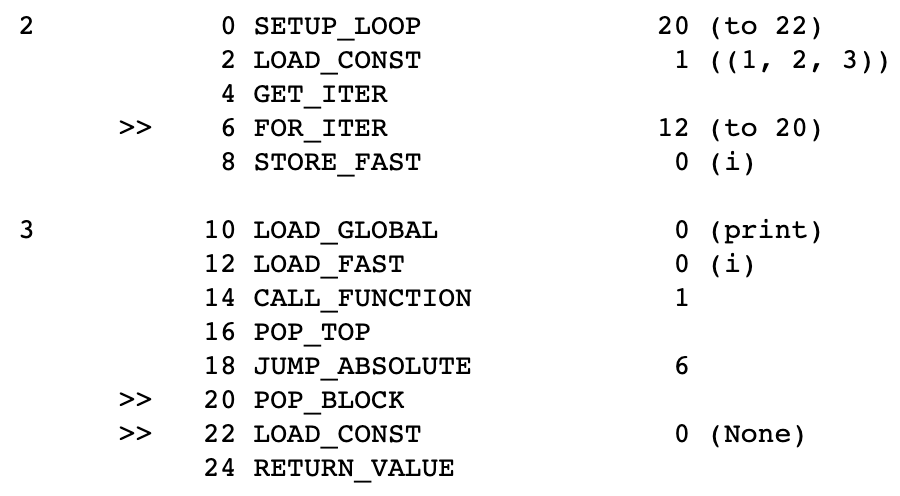 2 0 SETUP_LOOP 20 (to 22)
2 LOAD_CONST 1 ((1, 2, 3))
4 GET_ITER
>> 6 FOR_ITER 12 (to 20)
8 STORE_FAST 0 (i)
3 10 LOAD_GLOBAL 0 (print)
12 LOAD_FAST 0 (i)
14 CALL_FUNCTION 1
16 POP_TOP
18 JUMP_ABSOLUTE 6
>> 20 POP_BLOCK
>> 22 LOAD_CONST 0 (None)
24 RETURN_VALUE